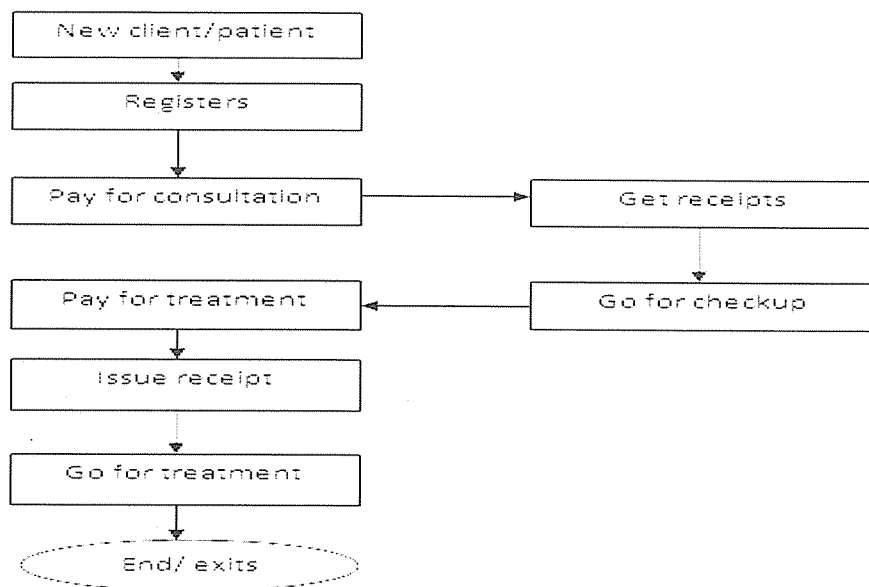 New client/patient
Registers
Pay for consultation
Get receipts
Go for checkup
Pay for treatment
Issue receipt
Go for treatment
End/ exits